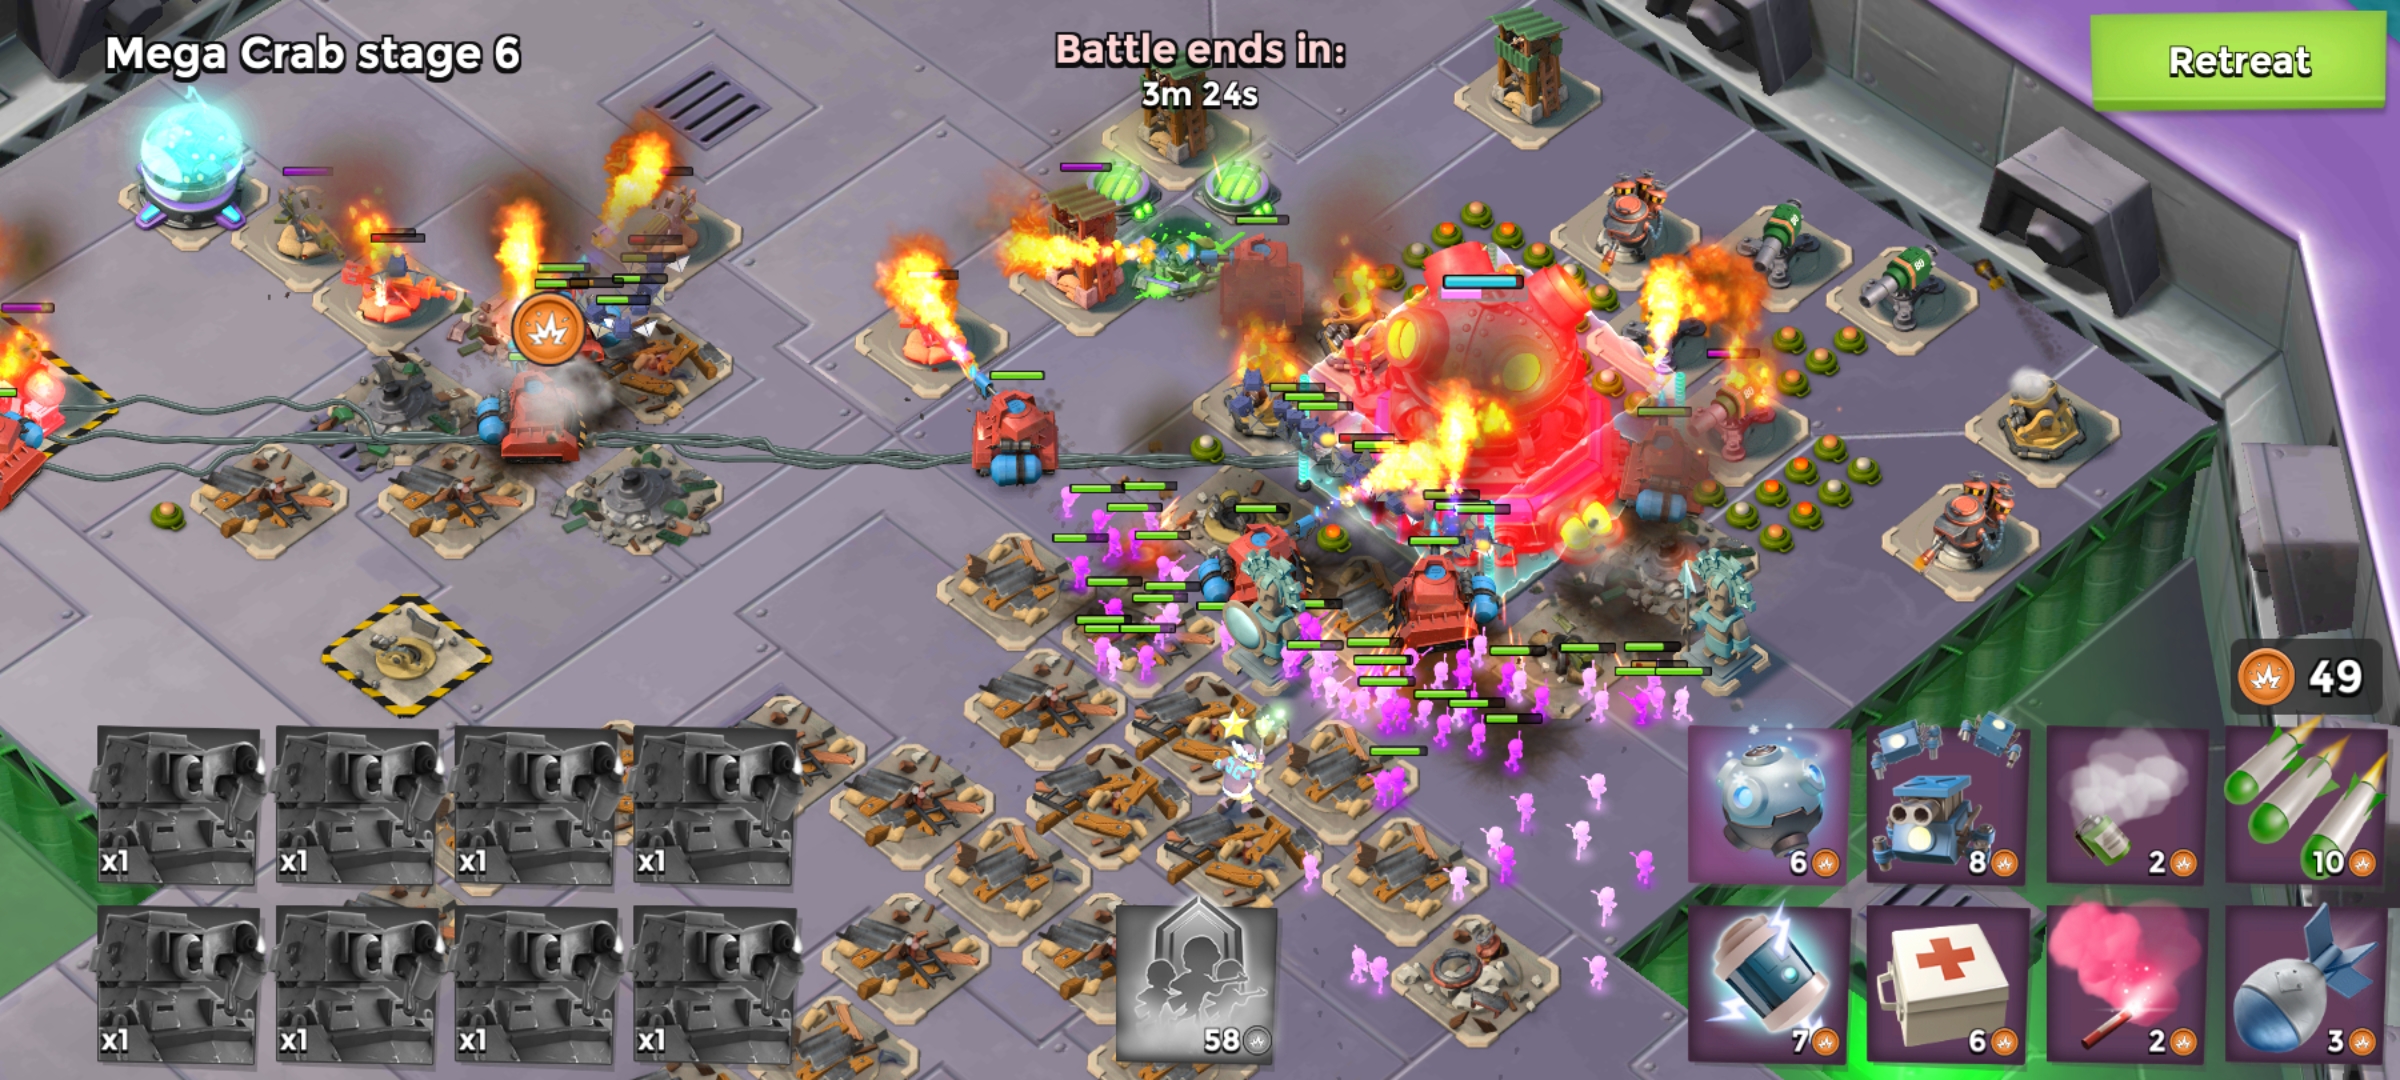 Mega Crab stage 6
Battle ends in:
3m 24s
Retreat
49
x1
x1
x1
x1
6
8
2
10
x1
x1
x1
x1
58
7
6
2
3